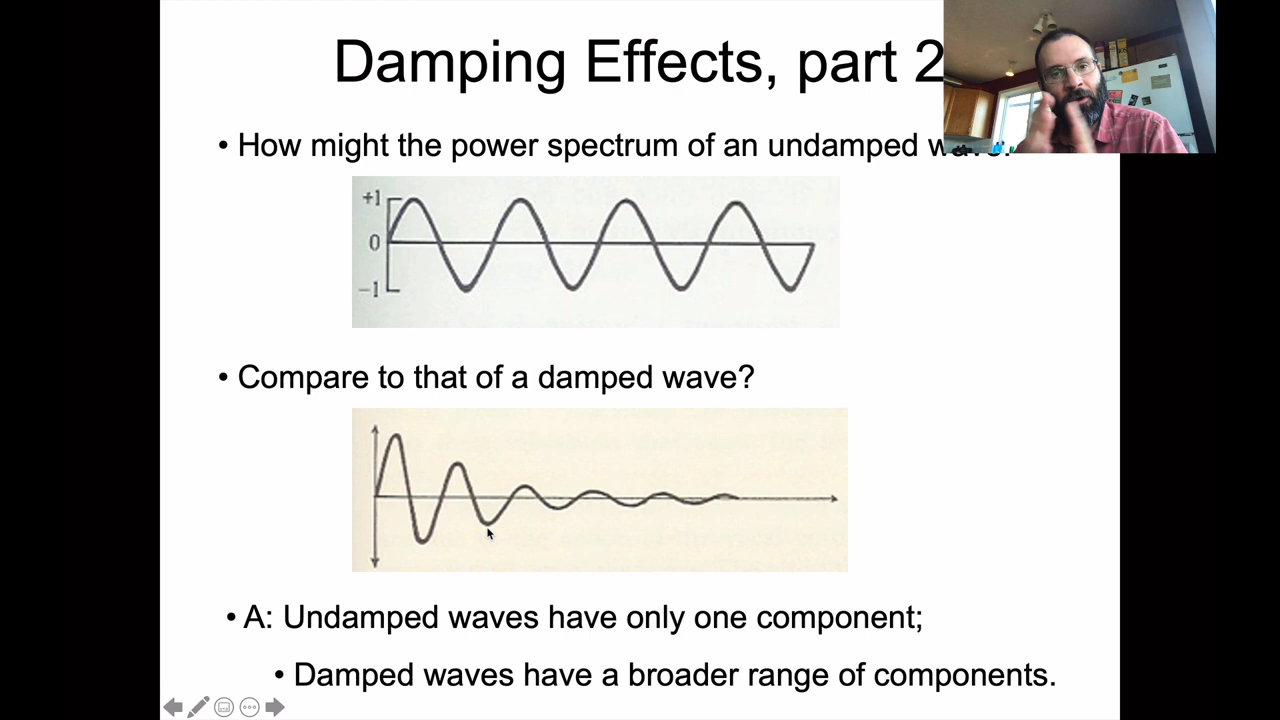 Damping Effects, part 2
• How might the power spectrum of an undamped
+1
0
−1
• Compare to that of a damped wave?
• A: Undamped waves have only one component;
• Damped waves have a broader range of components.